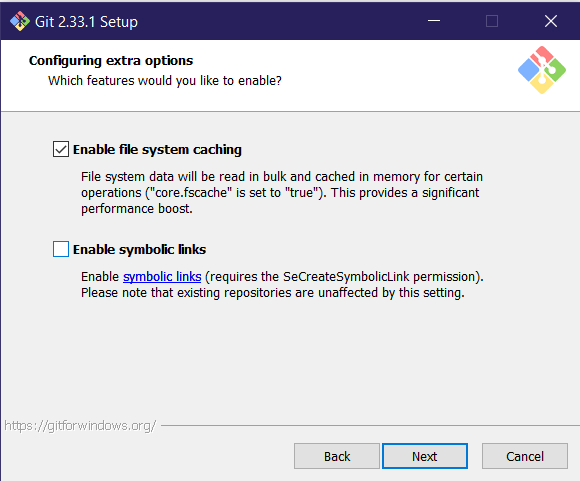 Git 2.33.1 Setup
Configuring extra options
Which features would you like to enable?
Enable file system caching
File system data will be read in bulk and cached in memory for certain
operations ("core.fscache" is set to "true"). This provides a significant
performance boost.
Enable symbolic links
Enable symbolic links (requires the SeCreateSymbolicLink permission).
Please note that existing repositories are unaffected by this setting.
https://gitforwindows.org/
Back Next Cancel